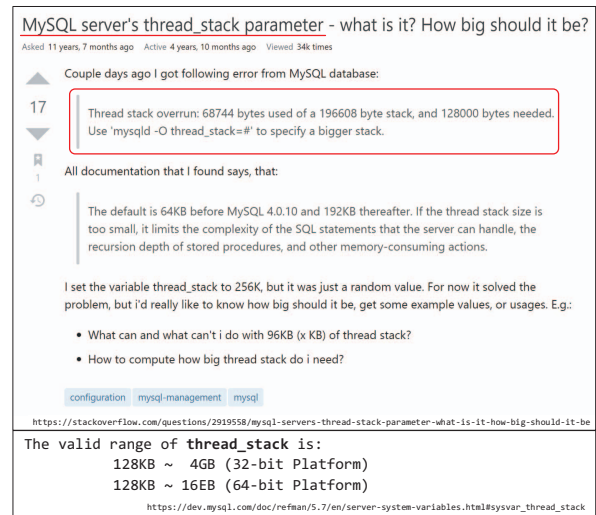 MySQL server's thread_stack parameter - what is it? How big should it be?
Asked 11 years, 7 months ago Active 4 years, 10 months ago Viewed 34k times
Couple days ago I got following error from MySQL database:
17
Thread stack overrun: 68744 bytes used of a 196608 byte stack, and 128000 bytes needed.
Use 'mysqld -O thread_stack=#' to specify a bigger stack.
1
All documentation that I found says, that:
The default is 64KB before MySQL 4.0.10 and 192KB thereafter. If the thread stack size is
too small, it limits the complexity of the SQL statements that the server can handle, the
recursion depth of stored procedures, and other memory-consuming actions.
I set the variable thread_stack to 256K, but it was just a random value. For now it solved the
problem, but i'd really like to know how big should it be, get some example values, or usages. E.g.:
• What can and what can't i do with 96KB (x KB) of thread stack?
• How to compute how big thread stack do i need?
configuration mysql-management mysql
https://stackoverflow.com/questions/2919558/mysql-servers-thread-stack-parameter-what-is-it-how-big-should-it-be
The valid range of thread_stack is:
128KB ~ 4GB (32-bit Platform)
128KB ~ 16EB (64-bit Platform)
https://dev.mysql.com/doc/refman/5.7/en/server-system-variables.html#sysvar_thread_stack